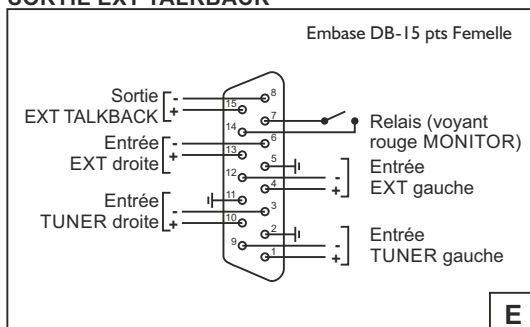 SORTIE EXT TALKBACK
Embase DB-15 pts Femelle
Sortie
EXT TALKBACK
-
+
Entrée
EXT droite
-
+
Entrée
TUNER droite
-
+
8
15
7
14
6
13
5
12
4
11
3
10
2
9
1
Relais (voyant
rouge MONITOR)
Entrée
EXT gauche
-
+
Entrée
TUNER gauche
-
+
E